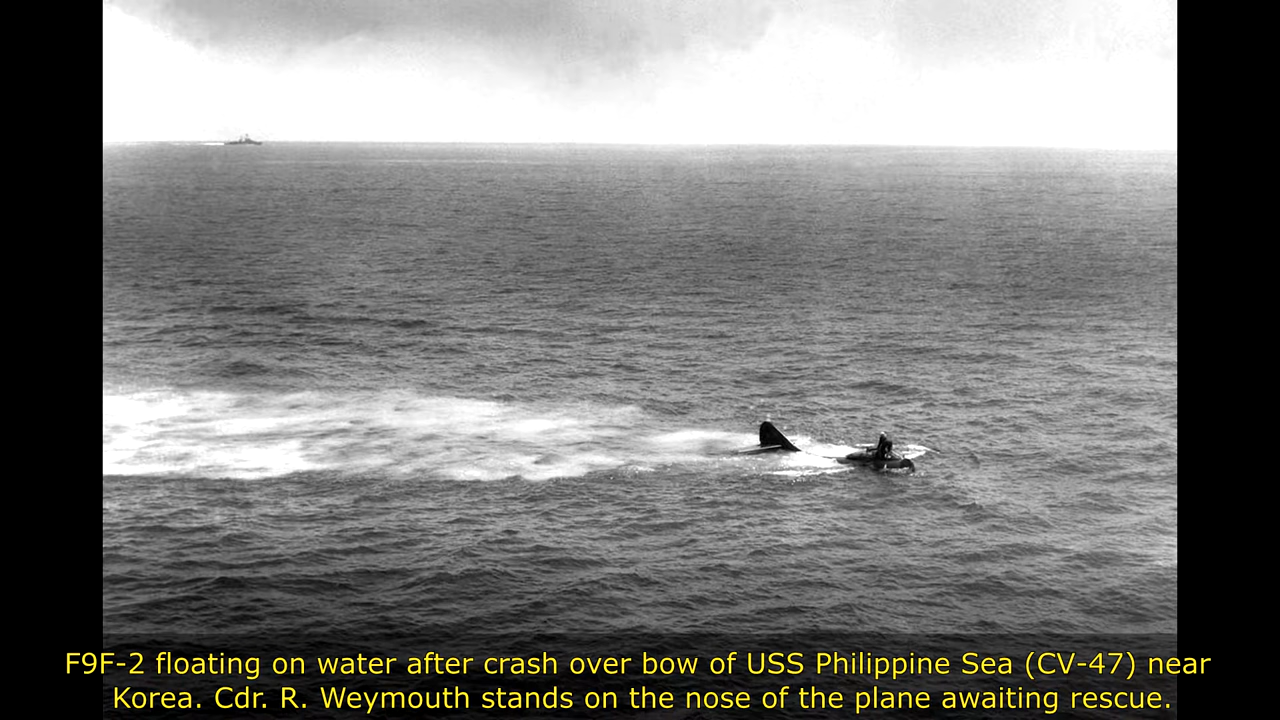 F9F-2 floating on water after crash over bow of USS Philippine Sea (CV-47) near
Korea. Cdr. R. Weymouth stands on the nose of the plane awaiting rescue.